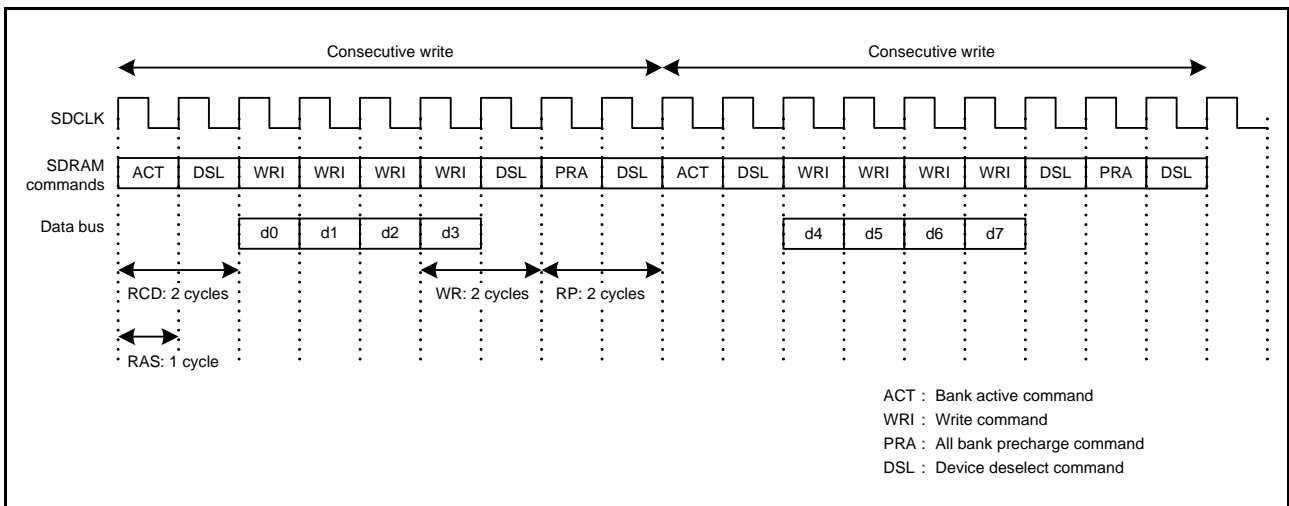 Consecutive write Consecutive write
SDCLK
SDRAM
commands
ACT DSL WRI WRI WRI WRI DSL PRA DSL ACT DSL WRI WRI WRI WRI DSL PRA DSL
Data bus d0 d1 d2 d3 d4 d5 d6 d7
RCD: 2 cycles WR: 2 cycles RP: 2 cycles
RAS: 1 cycle
ACT : Bank active command
WRI : Write command
PRA : All bank precharge command
DSL : Device deselect command